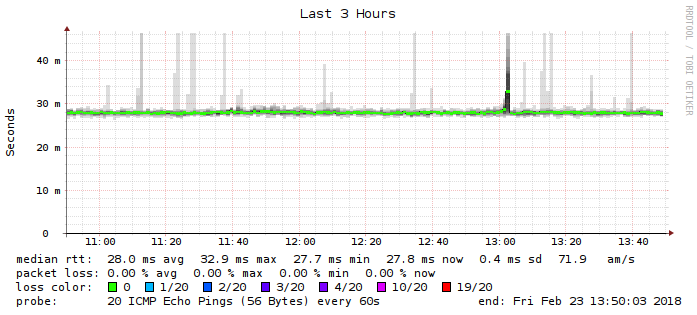 Last 3 Hours
RRDTOOL / TOBI OETIKER
Seconds
40 m
30 m
20 m
10 m
0
11:00 11:20 11:40 12:00 12:20 12:40 13:00 13:20 13:40
median rtt: 28.0 ms avg 32.9 ms max 27.7 ms min 27.8 ms now 0.4 ms sd 71.9 am/s
packet loss: 0.00 % avg 0.00 % max 0.00 % min 0.00 % now
loss color: 0 1/20 2/20 3/20 4/20 10/20 19/20
probe: 20 ICMP Echo Pings (56 Bytes) every 60s end: Fri Feb 23 13:50:03 2018